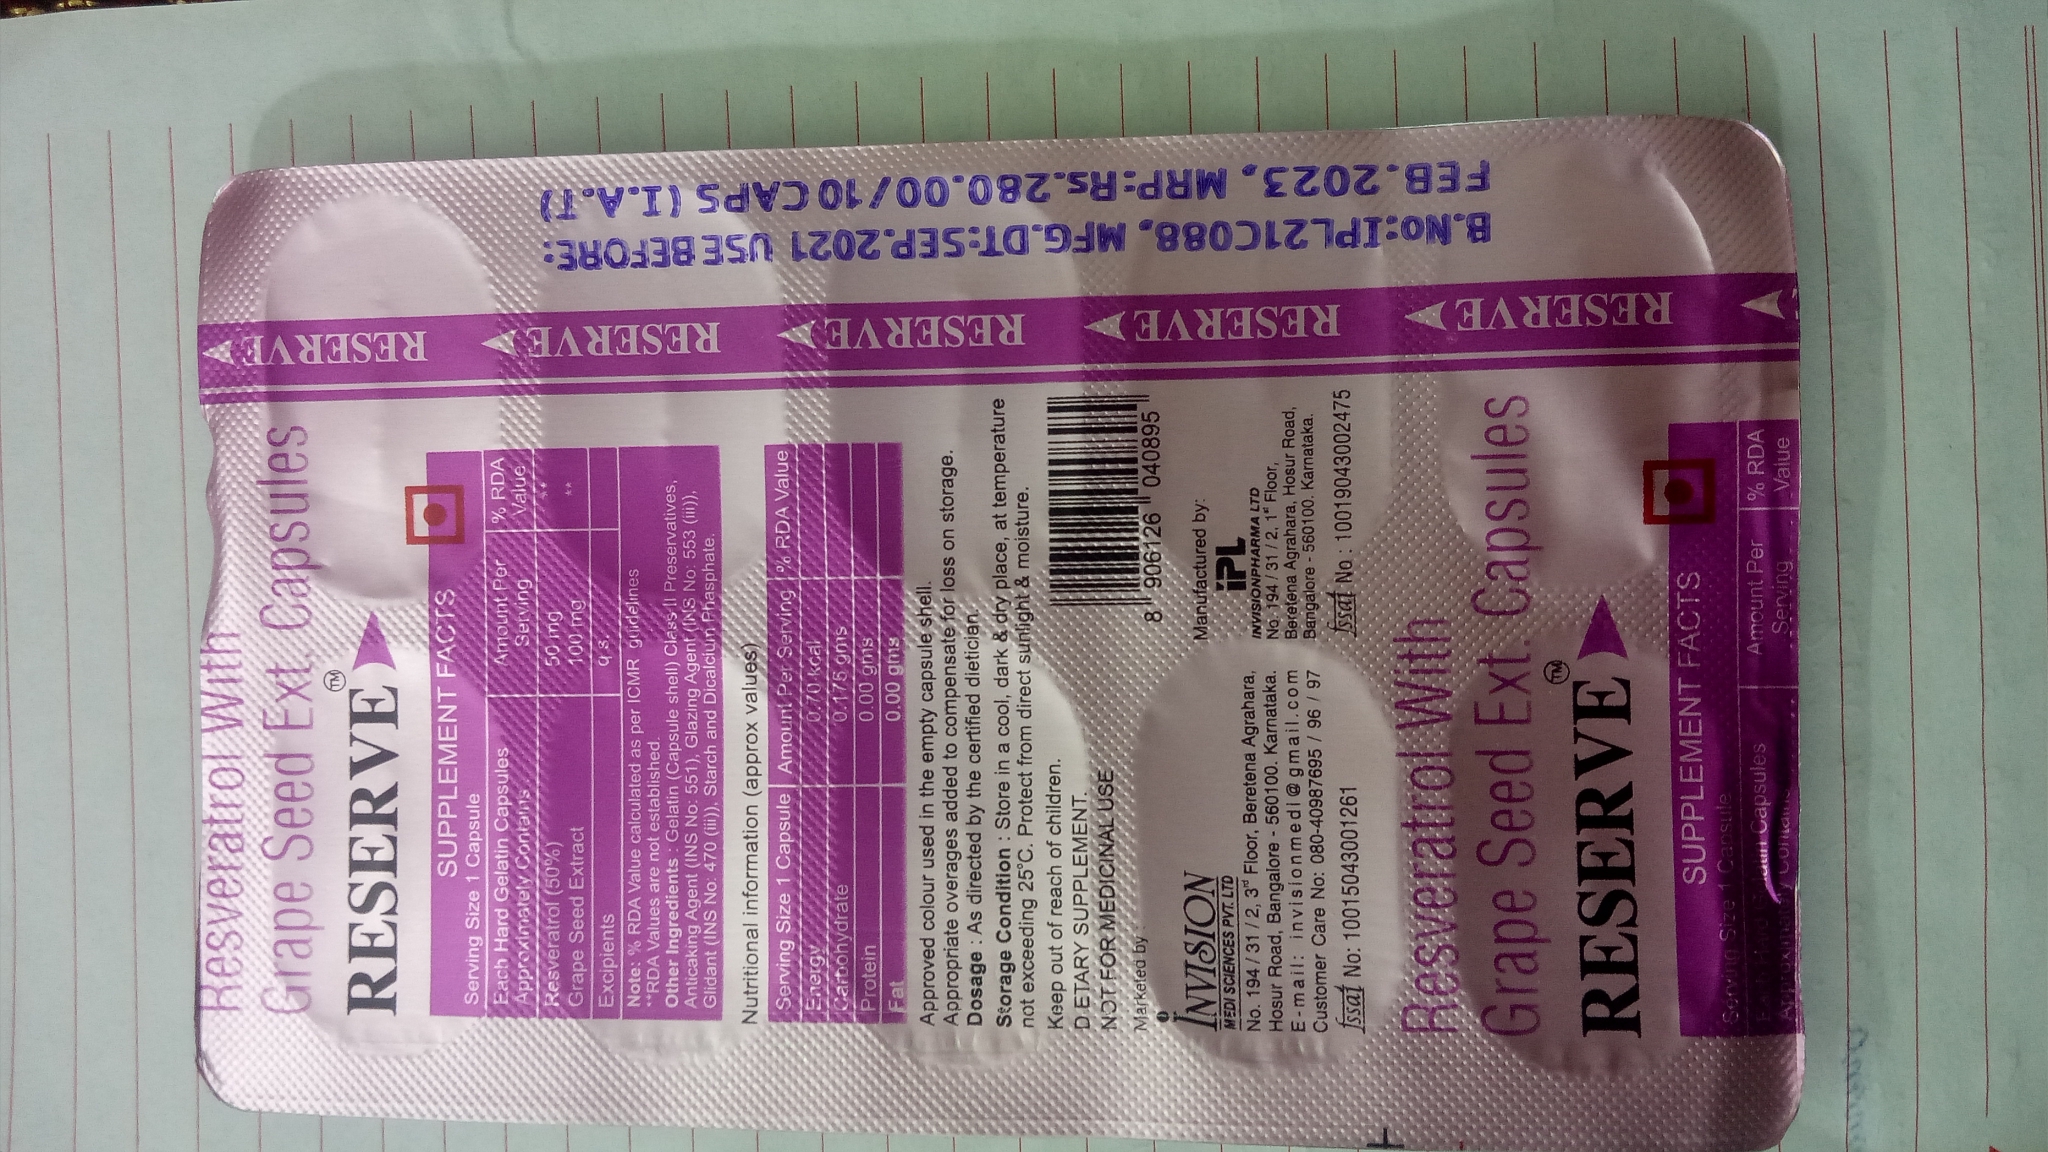 Resveratrol With
Grape Seed Ext. Capsules
RESERVE™
SUPPLEMENT FACTS
Serving Size 1 Capsule
Each Hard Gelatin Capsules Approximately Contains Amount Per Serving % RDA Value
Resveratrol (50%) 50 mg **
Grape Seed Extract 100 mg **
Excipients q.s.
Note: % RDA Value calculated as per ICMR guidelines
**RDA Values are not established.
Other Ingredients : Gelatin (Capsule shell) Class II Preservatives,
Anticaking Agent (INS No: 551), Glazing Agent (INS No: 553 (iii)),
Glidant (INS No: 470 (iii)), Starch and Dicalcium Phasphate.
Nutritional information (approx values)
Serving Size 1 Capsule Amount Per Serving % RDA Value
Energy 0.70 kcal
Carbohydrate 0.175 gms
Protein 0.00 gms
Fat 0.00 gms
Approved colour used in the empty capsule shell.
Appropriate overages added to compensate for loss on storage.
Dosage : As directed by the certified dietician.
Storage Condition : Store in a cool, dark & dry place, at temperature
not exceeding 25°C. Protect from direct sunlight & moisture.
Keep out of reach of children.
DIETARY SUPPLEMENT.
NOT FOR MEDICINAL USE
8 906126 040895
Marketed by
INVISION
MEDI SCIENCES PVT. LTD
No. 194 / 31 / 2, 3rd Floor, Beretena Agrahara,
Hosur Road, Bangalore - 560100. Karnataka.
E-mail: invisionmedi@gmail.com
Customer Care No: 080-40987695 / 96 / 97
fssai No: 10015043001261
Manufactured by:
iPL
INVISIONPHARMA LTD
No. 194 / 31 / 2, 1st Floor,
Beretena Agrahara, Hosur Road,
Bangalore - 560100. Karnataka.
fssai No : 10019043002475
Resveratrol With
Grape Seed Ext. Capsules
RESERVE™
SUPPLEMENT FACTS
Serving Size 1 Capsule
Capsules Amount Per Serving % RDA Value
Approximately Contains
RESERVE
RESERVE
RESERVE
RESERVE
RESERVE
B.No:IPL21C088, MFG.DT:SEP.2021 USE BEFORE:
FEB.2023, MRP:Rs.280.00/10 CAPS (I.A.T)